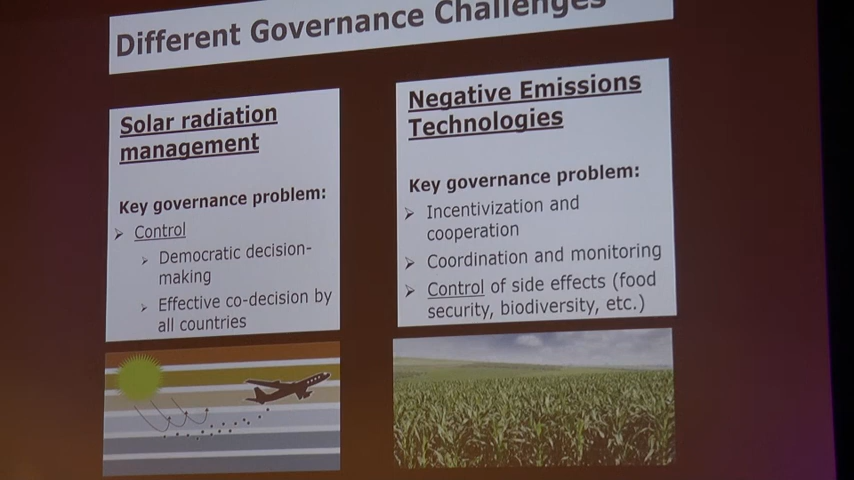 Different Governance Challenges
Solar radiation
management
Key governance problem:
➢ Control
➢ Democratic decision-
making
➢ Effective co-decision by
all countries
Negative Emissions
Technologies
Key governance problem:
➢ Incentivization and
cooperation
➢ Coordination and monitoring
➢ Control of side effects (food
security, biodiversity, etc.)